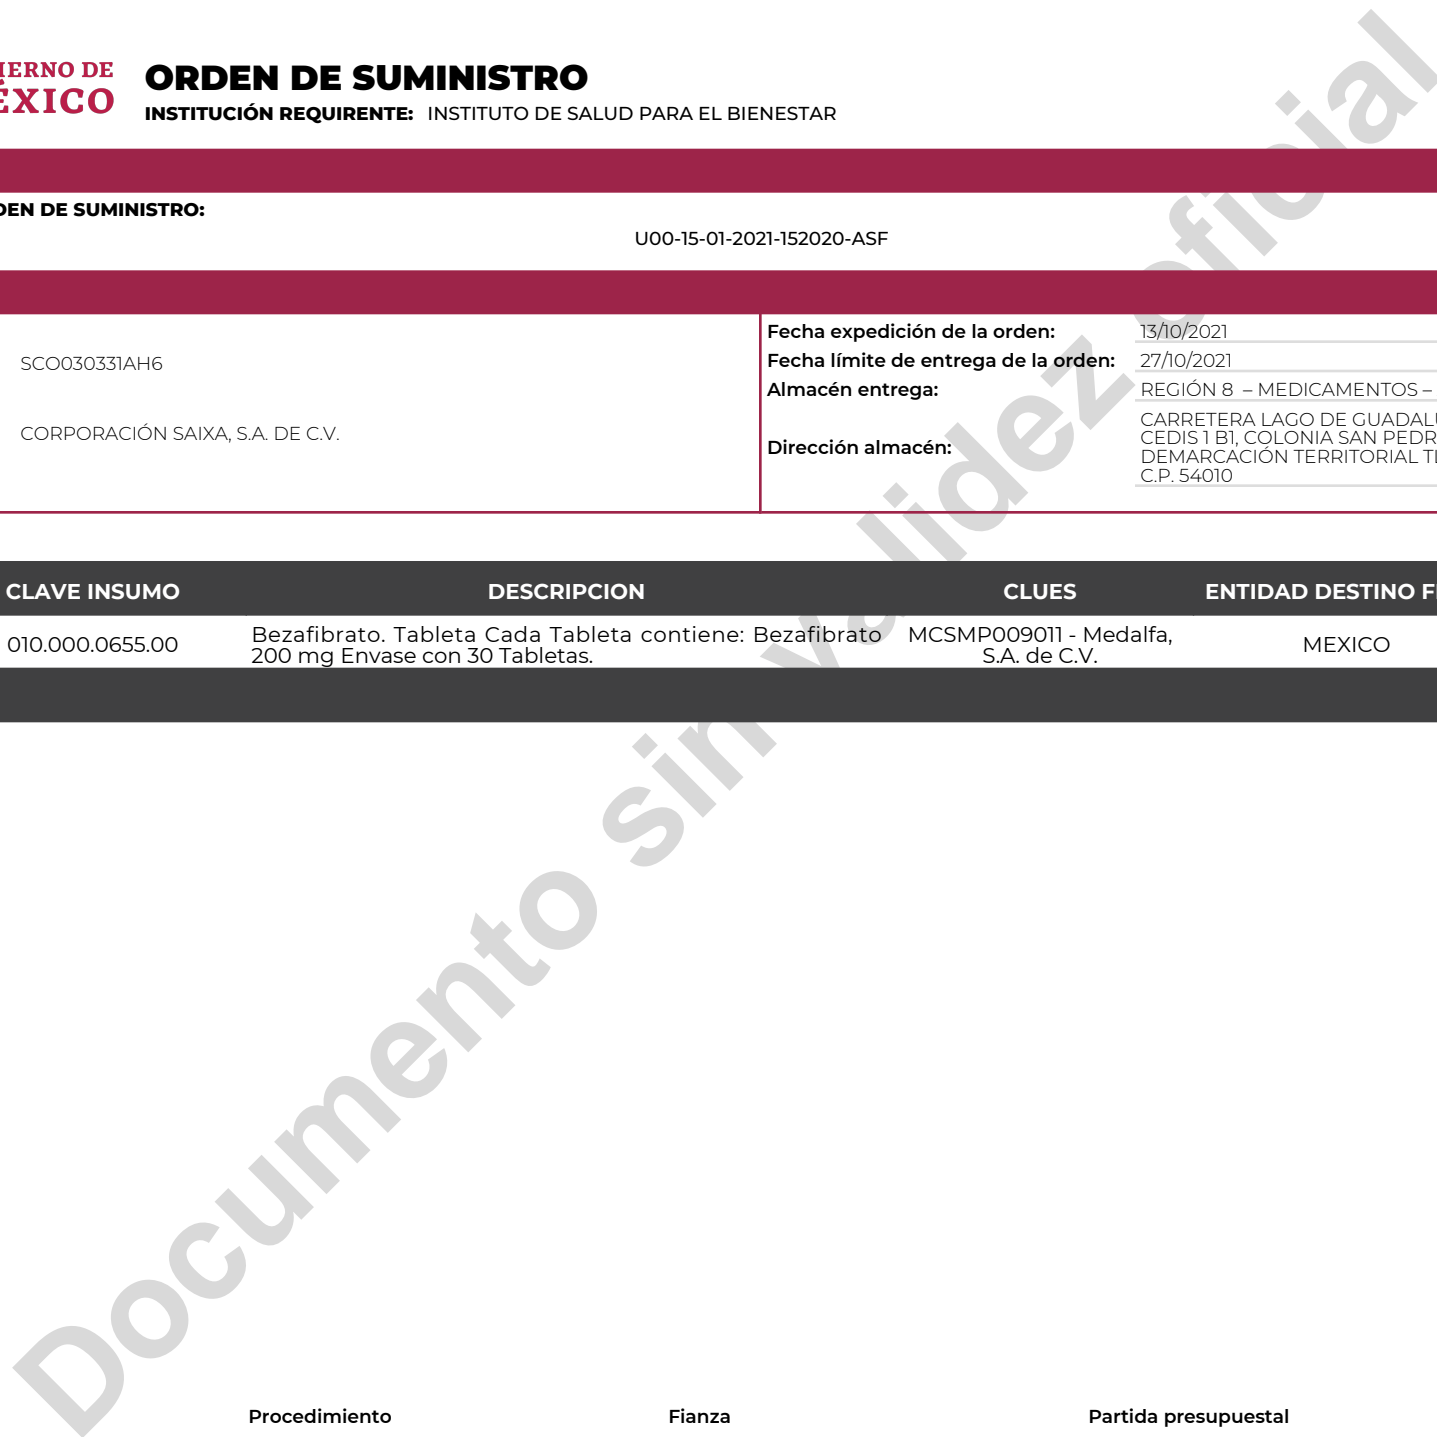 IERNO DE
ÉXICO
ORDEN DE SUMINISTRO
INSTITUCIÓN REQUIRENTE: INSTITUTO DE SALUD PARA EL BIENESTAR
DEN DE SUMINISTRO:
U00-15-01-2021-152020-ASF
SCO030331AH6
CORPORACIÓN SAIXA, S.A. DE C.V.
Fecha expedición de la orden: 13/10/2021
Fecha límite de entrega de la orden: 27/10/2021
Almacén entrega: REGIÓN 8 – MEDICAMENTOS –
Dirección almacén:
CARRETERA LAGO DE GUADALU
CEDIS 1 B1, COLONIA SAN PEDR
DEMARCACIÓN TERRITORIAL TL
C.P. 54010
CLAVE INSUMO DESCRIPCION CLUES ENTIDAD DESTINO F
010.000.0655.00
Bezafibrato. Tableta Cada Tableta contiene: Bezafibrato
200 mg Envase con 30 Tabletas.
MCSMP009011 - Medalfa,
S.A. de C.V.
MEXICO
Documento sin validez oficial
Procedimiento Fianza Partida presupuestal